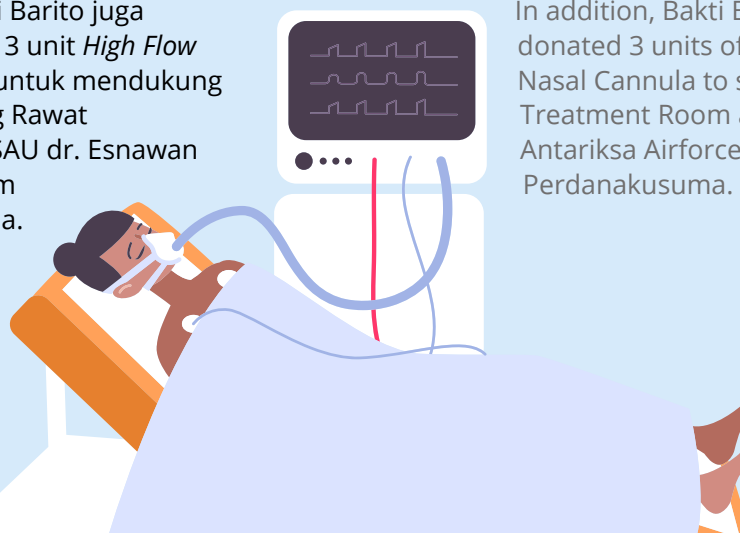 Barito juga
3 unit High Flow
untuk mendukung
Rawat
SAU dr. Esnawan
a.
In addition, Bakti
donated 3 units of
Nasal Cannula to
Treatment Room
Antariksa Airforce
Perdanakusuma.